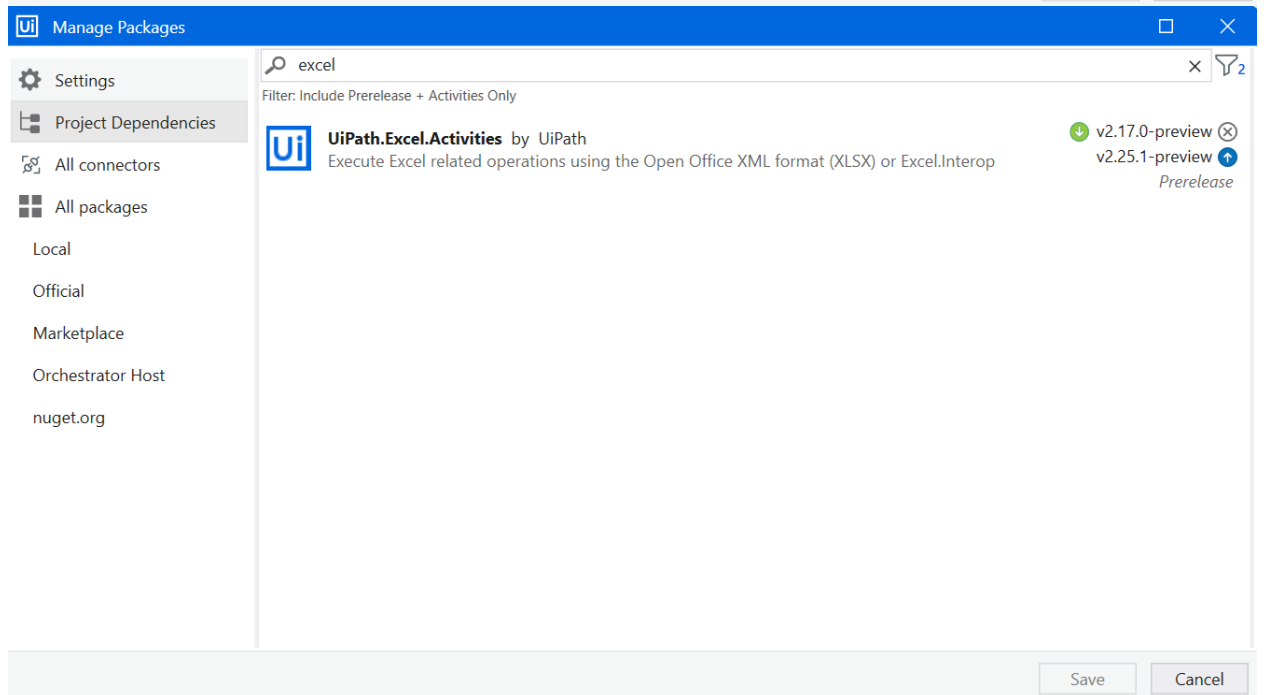 Ui Manage Packages
Settings
Project Dependencies
All connectors
All packages
Local
Official
Marketplace
Orchestrator Host
nuget.org
excel
2
Filter: Include Prerelease + Activities Only
Ui
UiPath.Excel.Activities by UiPath
Execute Excel related operations using the Open Office XML format (XLSX) or Excel.Interop
v2.17.0-preview
v2.25.1-preview
Prerelease
Save Cancel